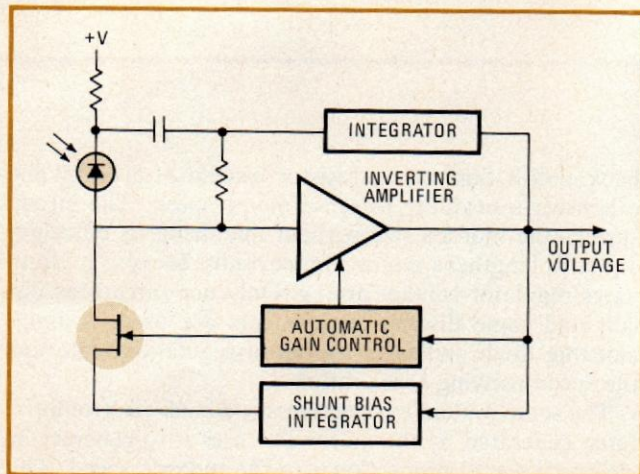 +V
INTEGRATOR
INVERTING
AMPLIFIER
OUTPUT
VOLTAGE
AUTOMATIC
GAIN CONTROL
SHUNT BIAS
INTEGRATOR